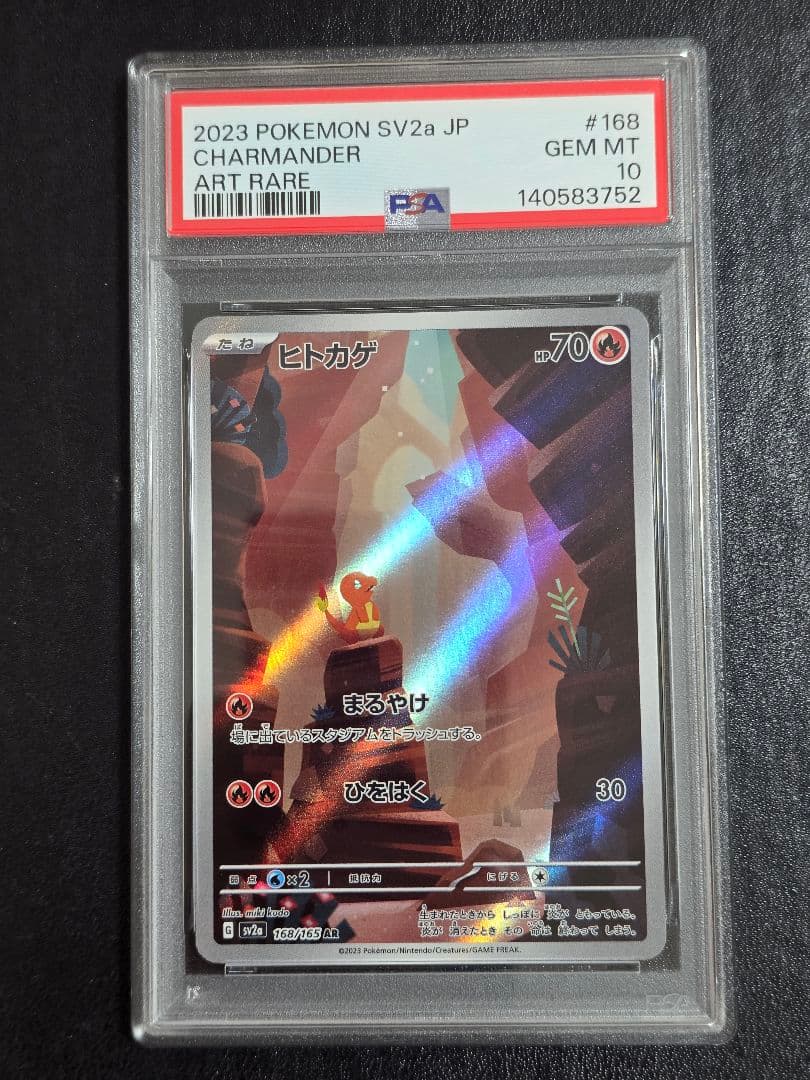 2023 POKEMON SV2a JP #168
CHARMANDER GEM MT
ART RARE 10
PSA 140583752
たね ヒトカゲ HP70
まるやけ
場に出ているスタジアムをトラッシュする。
ひをはく 30
弱点 ×2 抵抗力 にげる
Illus. miki kudo
生まれたときから しっぽに 炎が ともっている。
炎が 消えたとき その 命は 終わって しまう。
G sv2a 168/165 AR
©2023 Pokémon/Nintendo/Creatures/GAME FREAK.
PSA